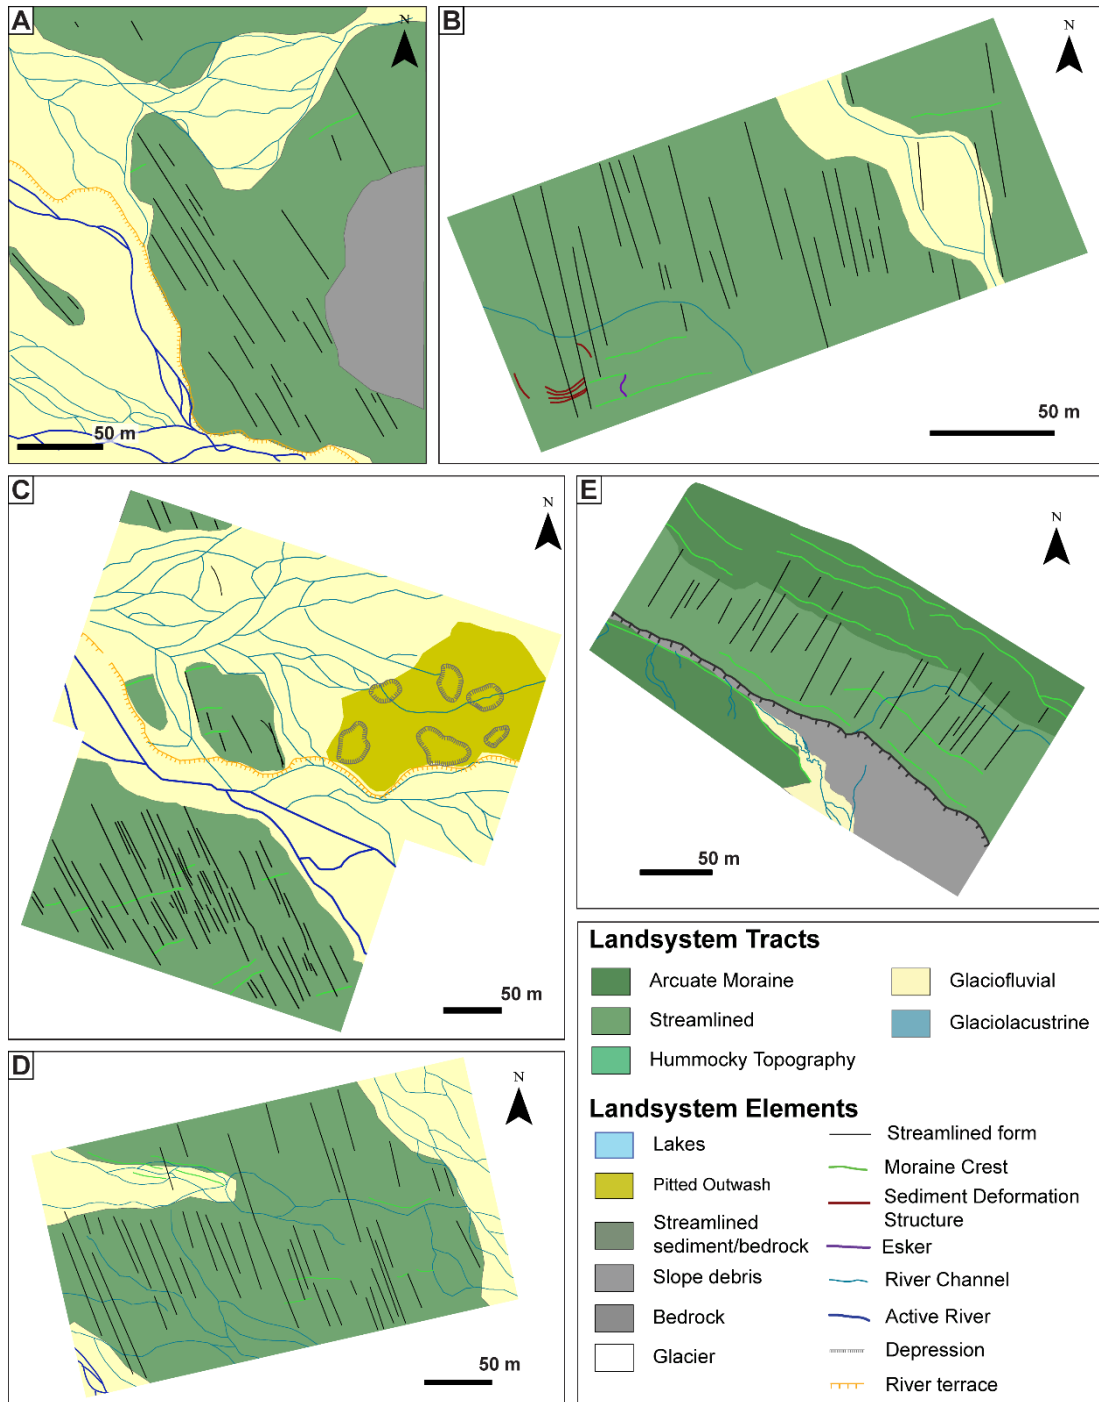 A
N
50 m
B
N
50 m
C
N
50 m
E
N
50 m
D
N
50 m
Landsystem Tracts
Arcuate Moraine
Streamlined
Hummocky Topography
Glaciofluvial
Glaciolacustrine
Landsystem Elements
Lakes
Pitted Outwash
Streamlined
sediment/bedrock
Slope debris
Bedrock
Glacier
Streamlined form
Moraine Crest
Sediment Deformation
Structure
Esker
River Channel
Active River
Depression
River terrace